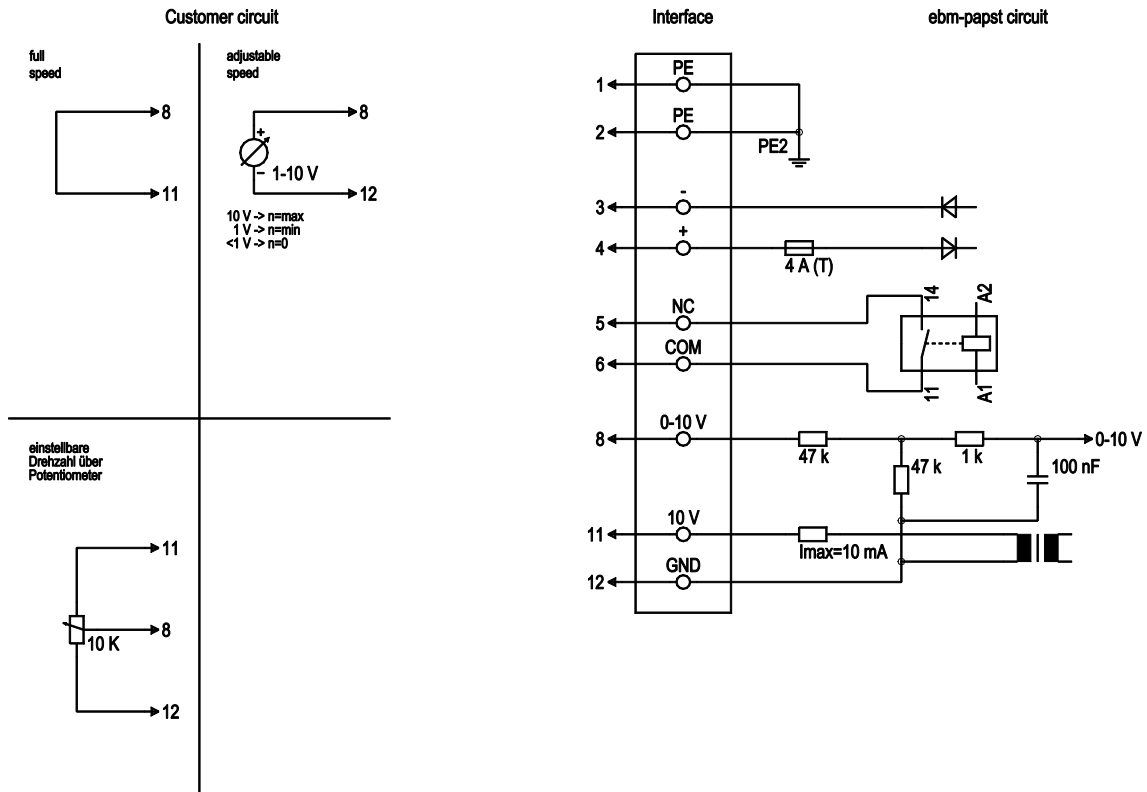 Customer circuit
Interface
ebm-papst circuit
full
speed
8
11
adjustable
speed
8
+
1-10 V
–
12
10 V -> n=max
1 V -> n=min
<1 V -> n=0
einstellbare
Drehzahl über
Potentiometer
11
8
10 K
12
PE
1
PE
2
PE2
-
3
+
4
4 A (T)
NC
5
COM
6
14
A2
11
A1
0-10 V
8
47 k
47 k
1 k
0-10 V
100 nF
10 V
11
Imax=10 mA
GND
12